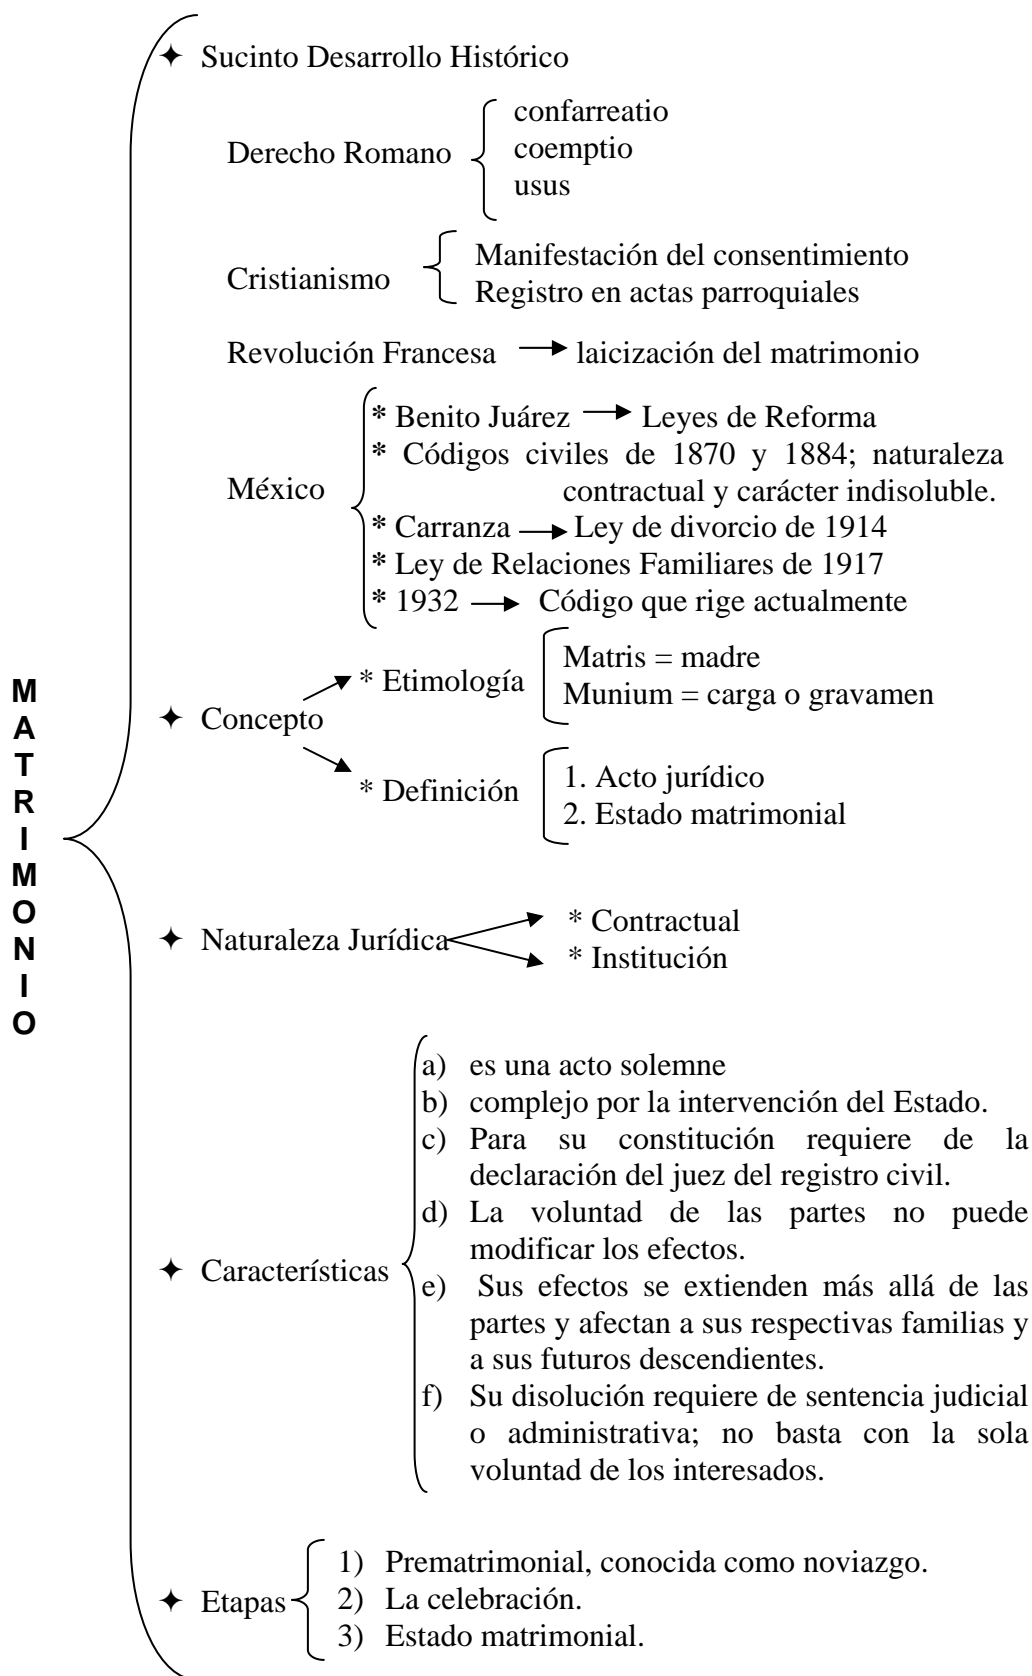 ✦ Sucinto Desarrollo Histórico
Derecho Romano
confarreatio
coemptio
usus
Cristianismo
Manifestación del consentimiento
Registro en actas parroquiales
Revolución Francesa → laicización del matrimonio
México
* Benito Juárez → Leyes de Reforma
* Códigos civiles de 1870 y 1884; naturaleza
contractual y carácter indisoluble.
* Carranza → Ley de divorcio de 1914
* Ley de Relaciones Familiares de 1917
* 1932 → Código que rige actualmente
MATRIMONIO
✦ Concepto
* Etimología
Matris = madre
Munium = carga o gravamen
* Definición
1. Acto jurídico
2. Estado matrimonial
✦ Naturaleza Jurídica
* Contractual
* Institución
✦ Características
a) es una acto solemne
b) complejo por la intervención del Estado.
c) Para su constitución requiere de la
declaración del juez del registro civil.
d) La voluntad de las partes no puede
modificar los efectos.
e) Sus efectos se extienden más allá de las
partes y afectan a sus respectivas familias y
a sus futuros descendientes.
f) Su disolución requiere de sentencia judicial
o administrativa; no basta con la sola
voluntad de los interesados.
✦ Etapas
1) Prematrimonial, conocida como noviazgo.
2) La celebración.
3) Estado matrimonial.